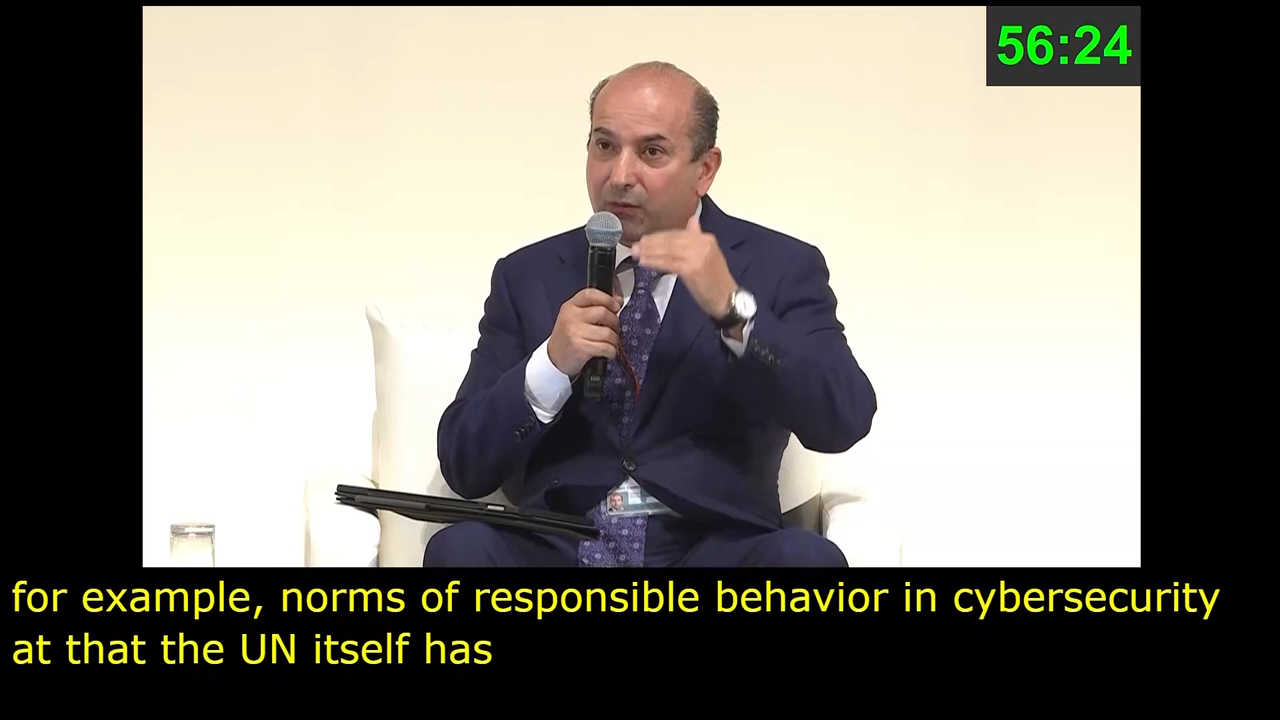 56:24
for example, norms of responsible behavior in cybersecurity
at that the UN itself has